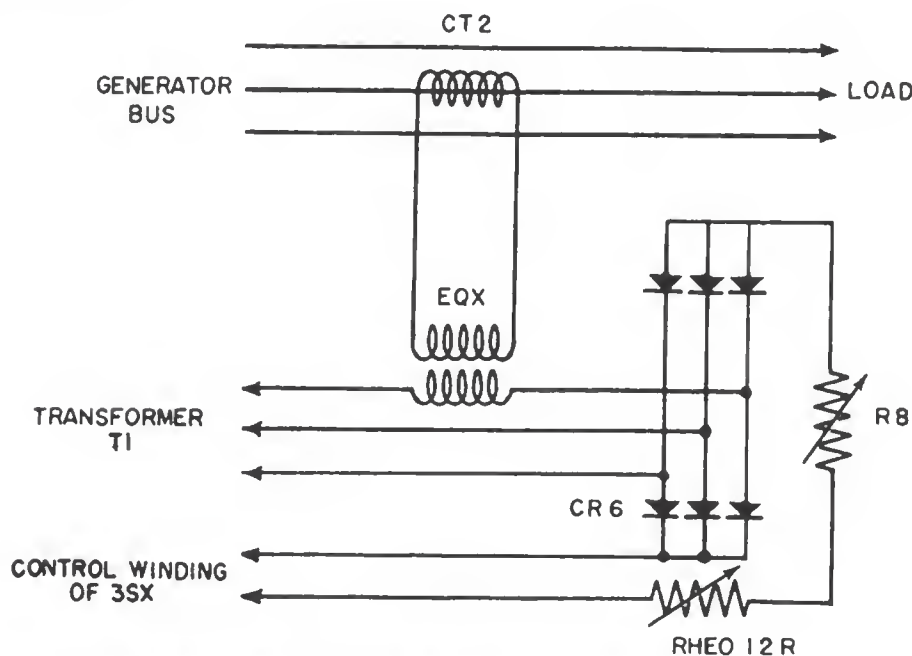 CT2
GENERATOR
BUS
LOAD
EQX
TRANSFORMER
T1
R8
CR6
CONTROL WINDING
OF 3SX
RHEO 12R